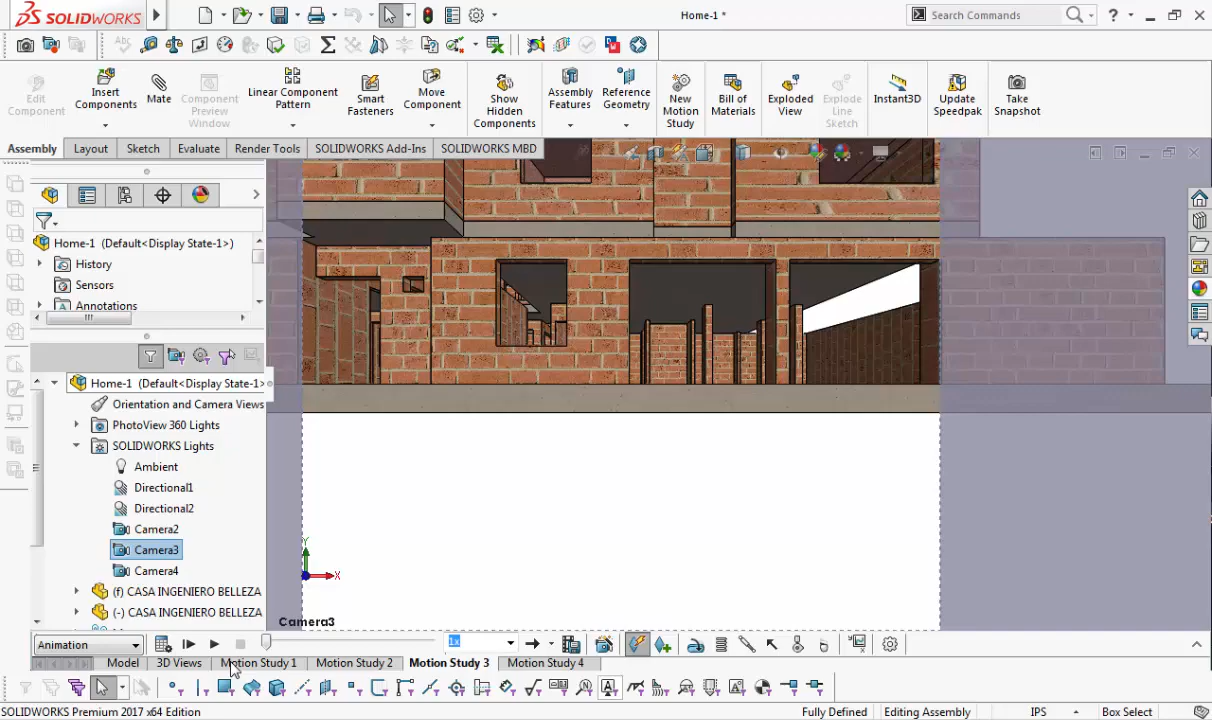 SOLIDWORKS
Home-1 *
Search Commands
Edit Component
Insert Components
Mate
Component Preview Window
Linear Component Pattern
Smart Fasteners
Move Component
Show Hidden Components
Assembly Features
Reference Geometry
New Motion Study
Bill of Materials
Exploded View
Explode Line Sketch
Instant3D
Update Speedpak
Take Snapshot
Assembly
Layout
Sketch
Evaluate
Render Tools
SOLIDWORKS Add-Ins
SOLIDWORKS MBD
Home-1 (Default<Display State-1>)
History
Sensors
Annotations
Home-1 (Default<Display State-1>
Orientation and Camera Views
PhotoView 360 Lights
SOLIDWORKS Lights
Ambient
Directional1
Directional2
Camera2
Camera3
Camera4
(f) CASA INGENIERO BELLEZA
(-) CASA INGENIERO BELLEZA
Y
X
Camera3
Animation
1x
Model
3D Views
Motion Study 1
Motion Study 2
Motion Study 3
Motion Study 4
SOLIDWORKS Premium 2017 x64 Edition
Fully Defined
Editing Assembly
IPS
Box Select